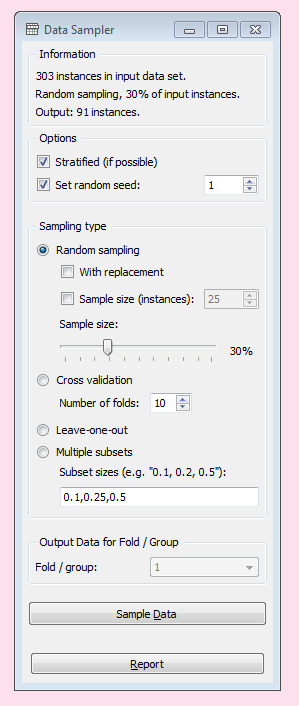 Data Sampler
Information
303 instances in input data set.
Random sampling, 30% of input instances.
Output: 91 instances.
Options
Stratified (if possible)
Set random seed: 1
Sampling type
Random sampling
With replacement
Sample size (instances): 25
Sample size:
30%
Cross validation
Number of folds: 10
Leave-one-out
Multiple subsets
Subset sizes (e.g. "0.1, 0.2, 0.5"):
0.1,0.25,0.5
Output Data for Fold / Group
Fold / group: 1
Sample Data
Report